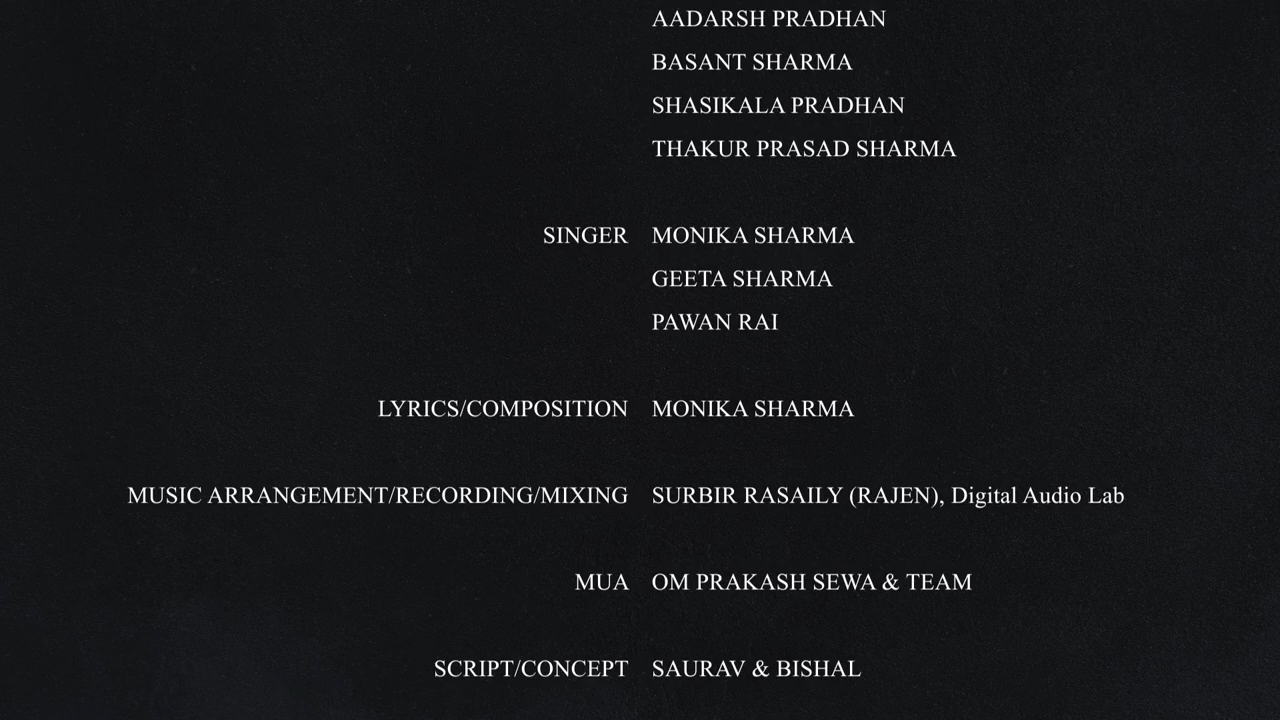 AADARSH PRADHAN
BASANT SHARMA
SHASIKALA PRADHAN
THAKUR PRASAD SHARMA
SINGER MONIKA SHARMA
GEETA SHARMA
PAWAN RAI
LYRICS/COMPOSITION MONIKA SHARMA
MUSIC ARRANGEMENT/RECORDING/MIXING SURBIR RASAILY (RAJEN), Digital Audio Lab
MUA OM PRAKASH SEWA & TEAM
SCRIPT/CONCEPT SAURAV & BISHAL